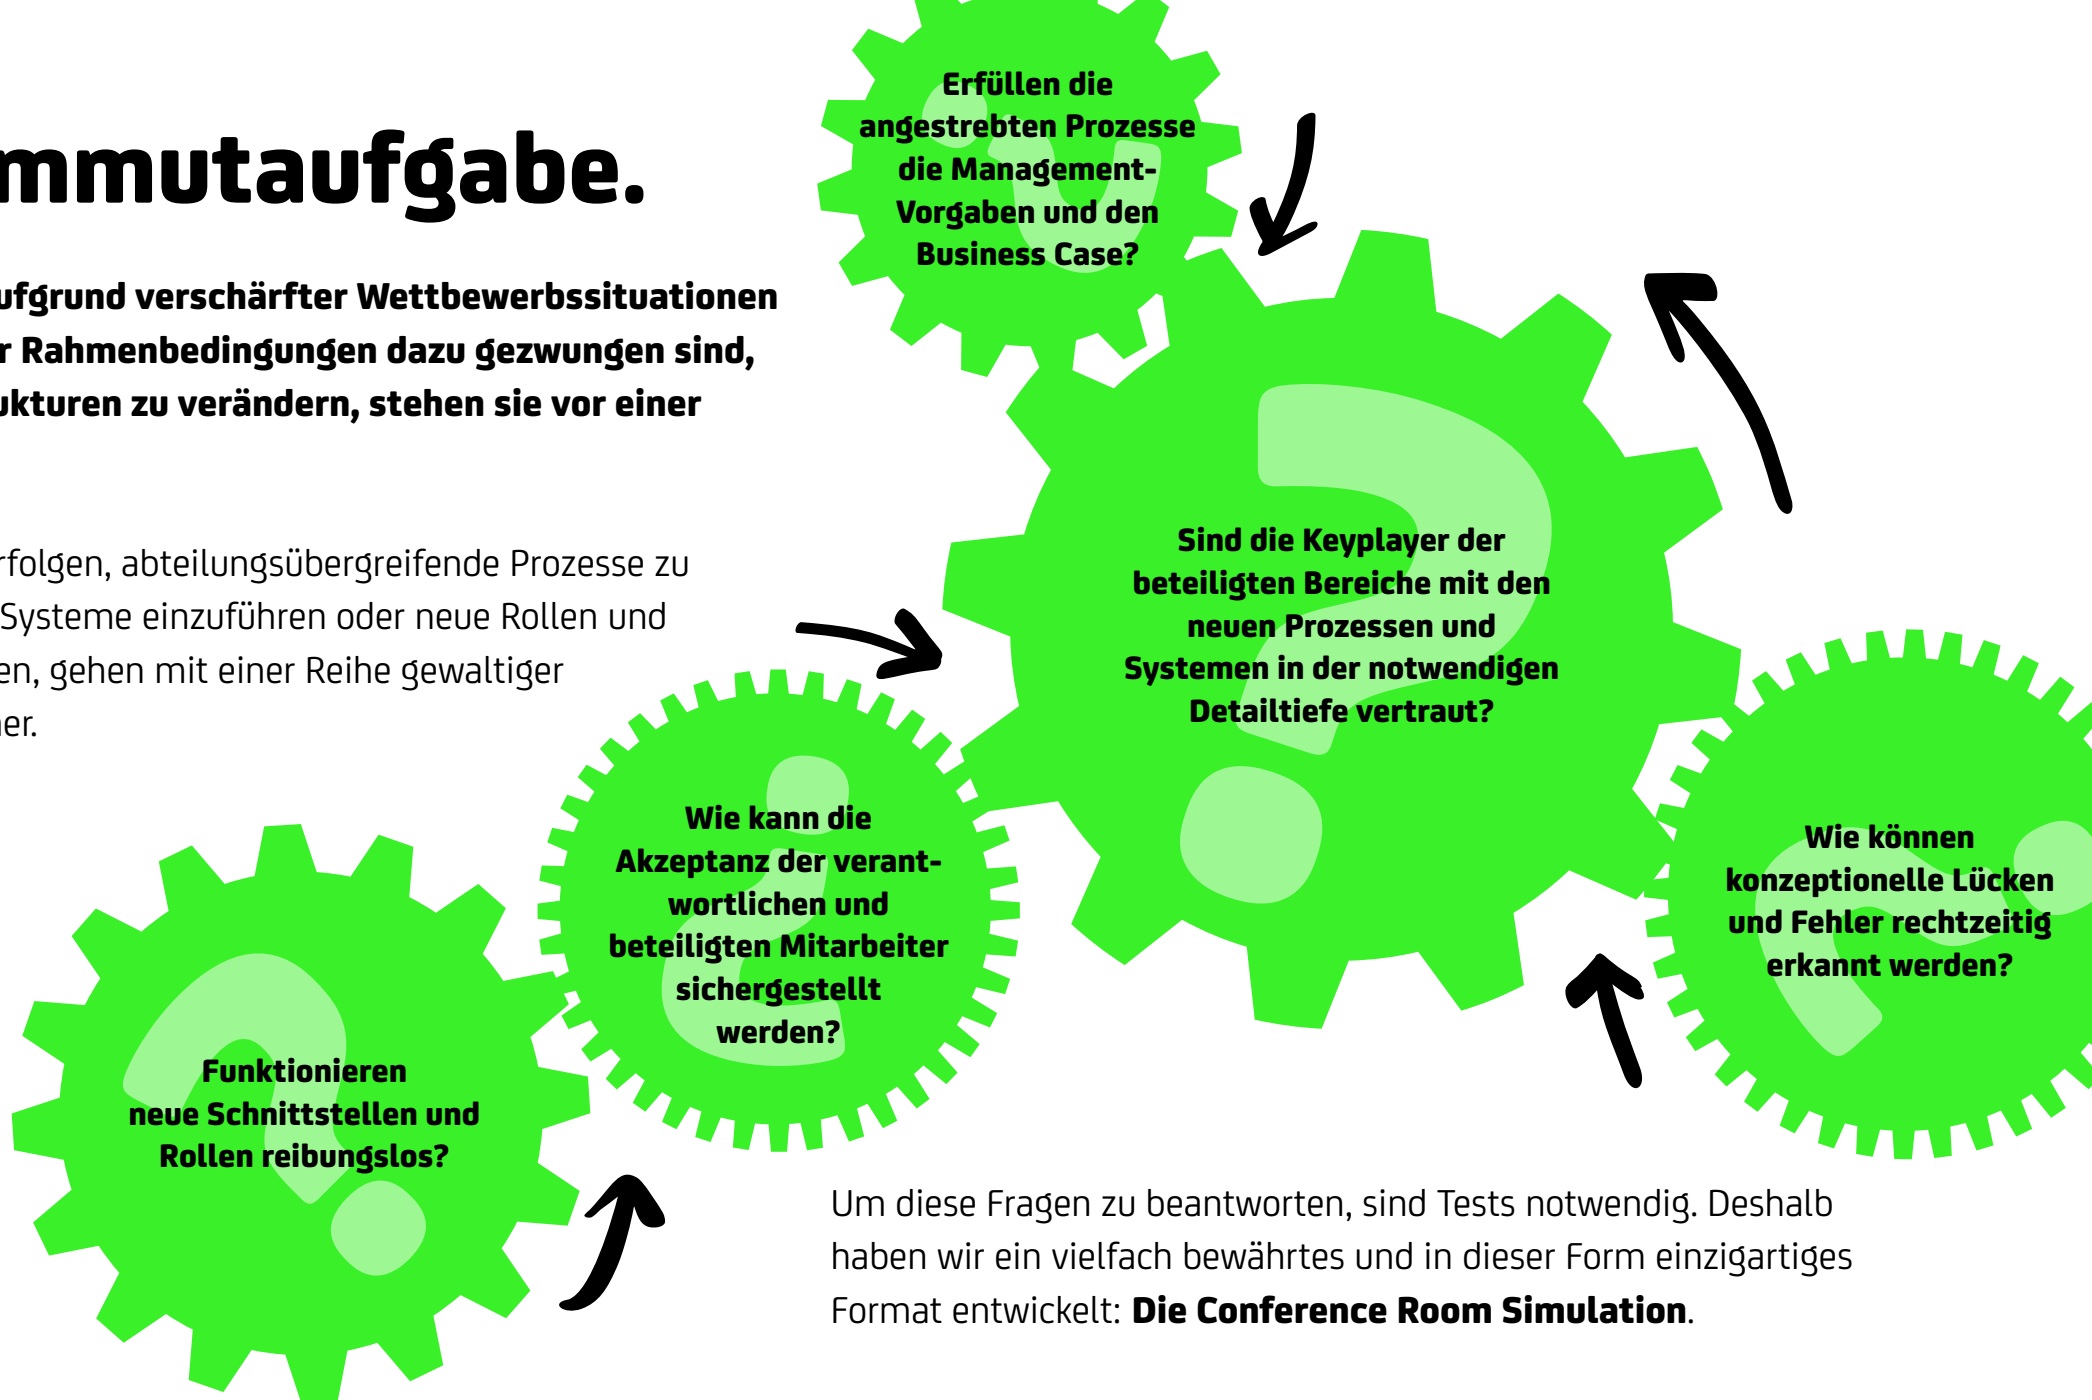 mmutaufgabe.
ufgrund verschärfter Wettbewerbssituationen
r Rahmenbedingungen dazu gezwungen sind,
ukturen zu verändern, stehen sie vor einer
rfolgen, abteilungsübergreifende Prozesse zu
Systeme einzuführen oder neue Rollen und
en, gehen mit einer Reihe gewaltiger
er.
Erfüllen die
angestrebten Prozesse
die Management-
Vorgaben und den
Business Case?
Sind die Keyplayer der
beteiligten Bereiche mit den
neuen Prozessen und
Systemen in der notwendigen
Detailtiefe vertraut?
Wie kann die
Akzeptanz der verant-
wortlichen und
beteiligten Mitarbeiter
sichergestellt
werden?
Wie können
konzeptionelle Lücken
und Fehler rechtzeitig
erkannt werden?
Funktionieren
neue Schnittstellen und
Rollen reibungslos?
Um diese Fragen zu beantworten, sind Tests notwendig. Deshalb
haben wir ein vielfach bewährtes und in dieser Form einzigartiges
Format entwickelt: Die Conference Room Simulation.